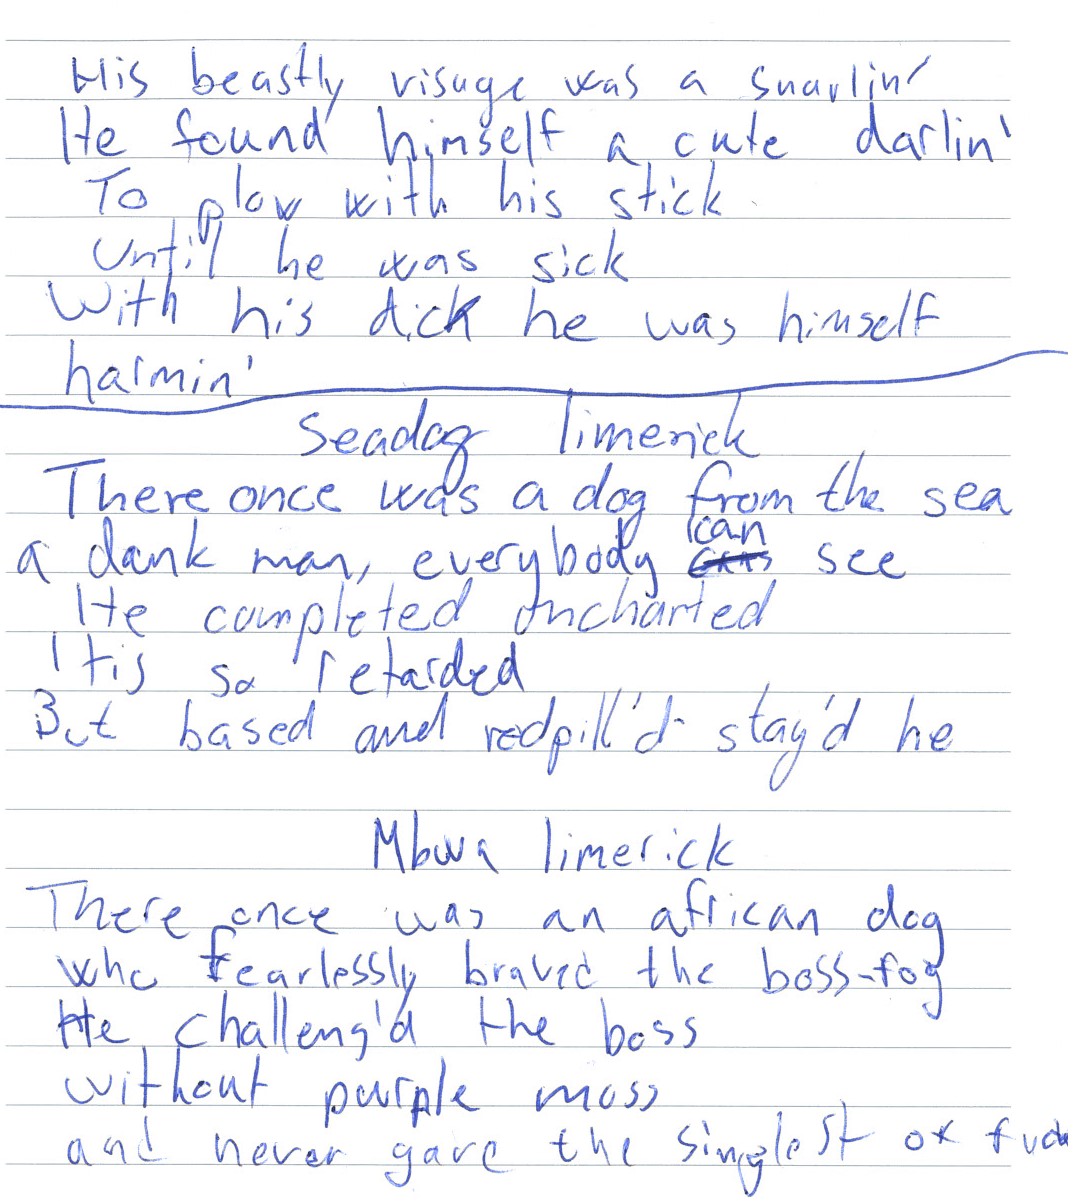 His beastly visage was a snarlin'
He found himself a cute darlin'
To plow with his stick
Until he was sick
With his dick he was himself
harmin'
Seadog limerick
There once was a dog from the sea
can
a dank man, everybody see
He completed Uncharted
'Tis so retarded
But based and redpill'd stay'd he
Mbwa limerick
There once was an african dog
who fearlessly braved the boss-fog
He challeng'd the boss
without purple moss
and never gave the singlest of